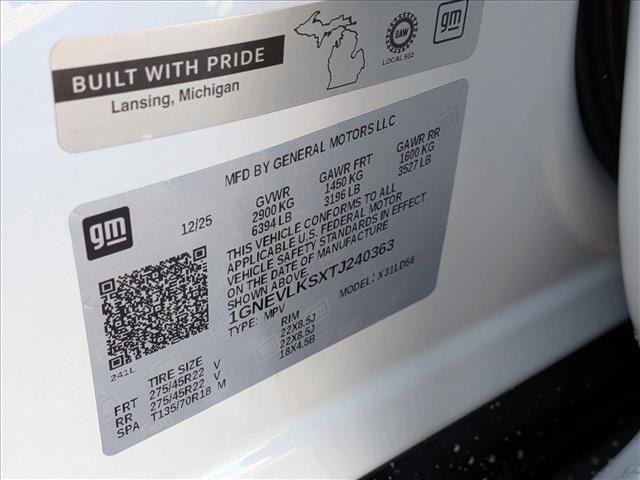 BUILT WITH PRIDE
Lansing, Michigan
UAW
LOCAL 602
gm
MFD BY GENERAL MOTORS LLC
gm
12/25
GVWR GAWR FRT GAWR RR
2900 KG 1450 KG 1600 KG
6394 LB 3196 LB 3527 LB
THIS VEHICLE CONFORMS TO ALL
APPLICABLE U.S. FEDERAL MOTOR
VEHICLE SAFETY STANDARDS IN EFFECT
ON THE DATE OF MANUFACTURE
1GNEVLKSXTJ240363
TYPE: MPV MODEL: X31LD56
241L
TIRE SIZE RIM
FRT 275/45R22 V 22X8.5J
RR 275/45R22 V 22X8.5J
SPA T135/70R18 M 18X4.5B